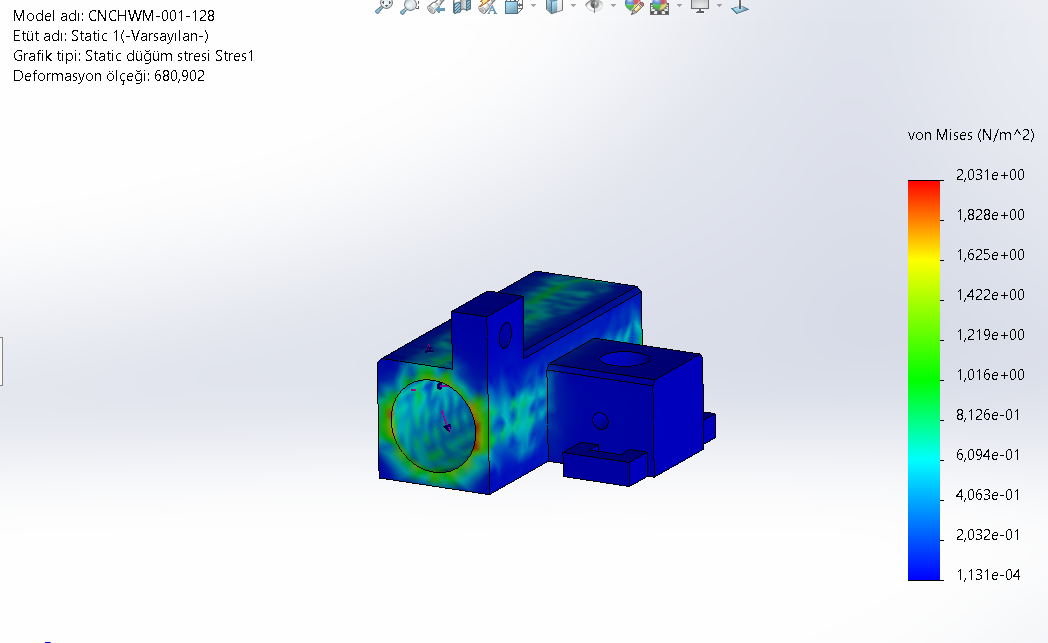 Model adı: CNCHWM-001-128
Etüt adı: Static 1(-Varsayılan-)
Grafik tipi: Static düğüm stresi Stres1
Deformasyon ölçeği: 680,902
von Mises (N/m^2)
2,031e+00
1,828e+00
1,625e+00
1,422e+00
1,219e+00
1,016e+00
8,126e-01
6,094e-01
4,063e-01
2,032e-01
1,131e-04